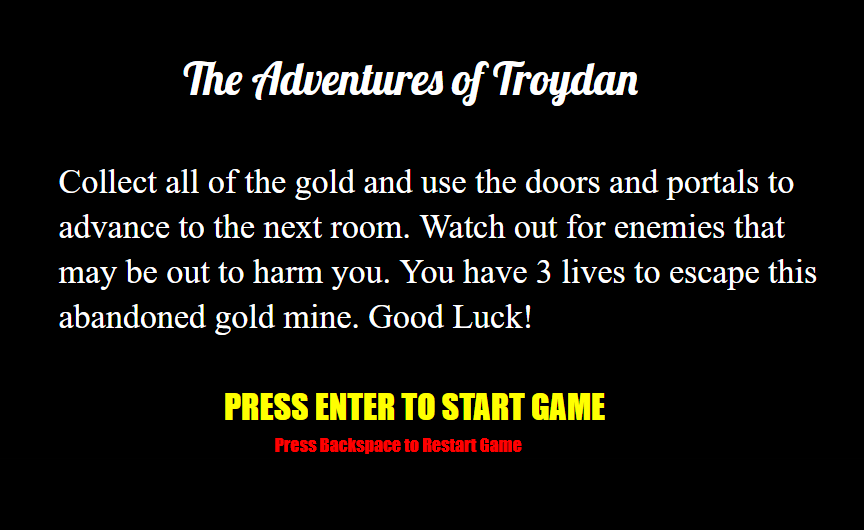 The Adventures of Troydan
Collect all of the gold and use the doors and portals to
advance to the next room. Watch out for enemies that
may be out to harm you. You have 3 lives to escape this
abandoned gold mine. Good Luck!
PRESS ENTER TO START GAME
Press Backspace to Restart Game